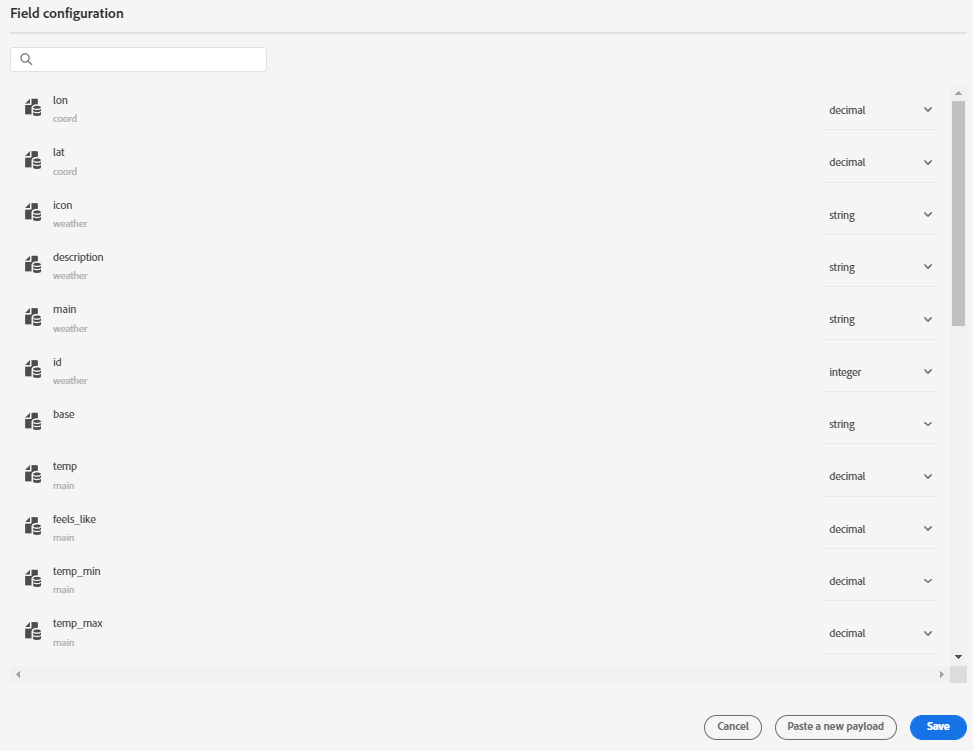 Field configuration
lon
coord
decimal
lat
coord
decimal
icon
weather
string
description
weather
string
main
weather
string
id
weather
integer
base
string
temp
main
decimal
feels_like
main
decimal
temp_min
main
decimal
temp_max
main
decimal
Cancel
Paste a new payload
Save